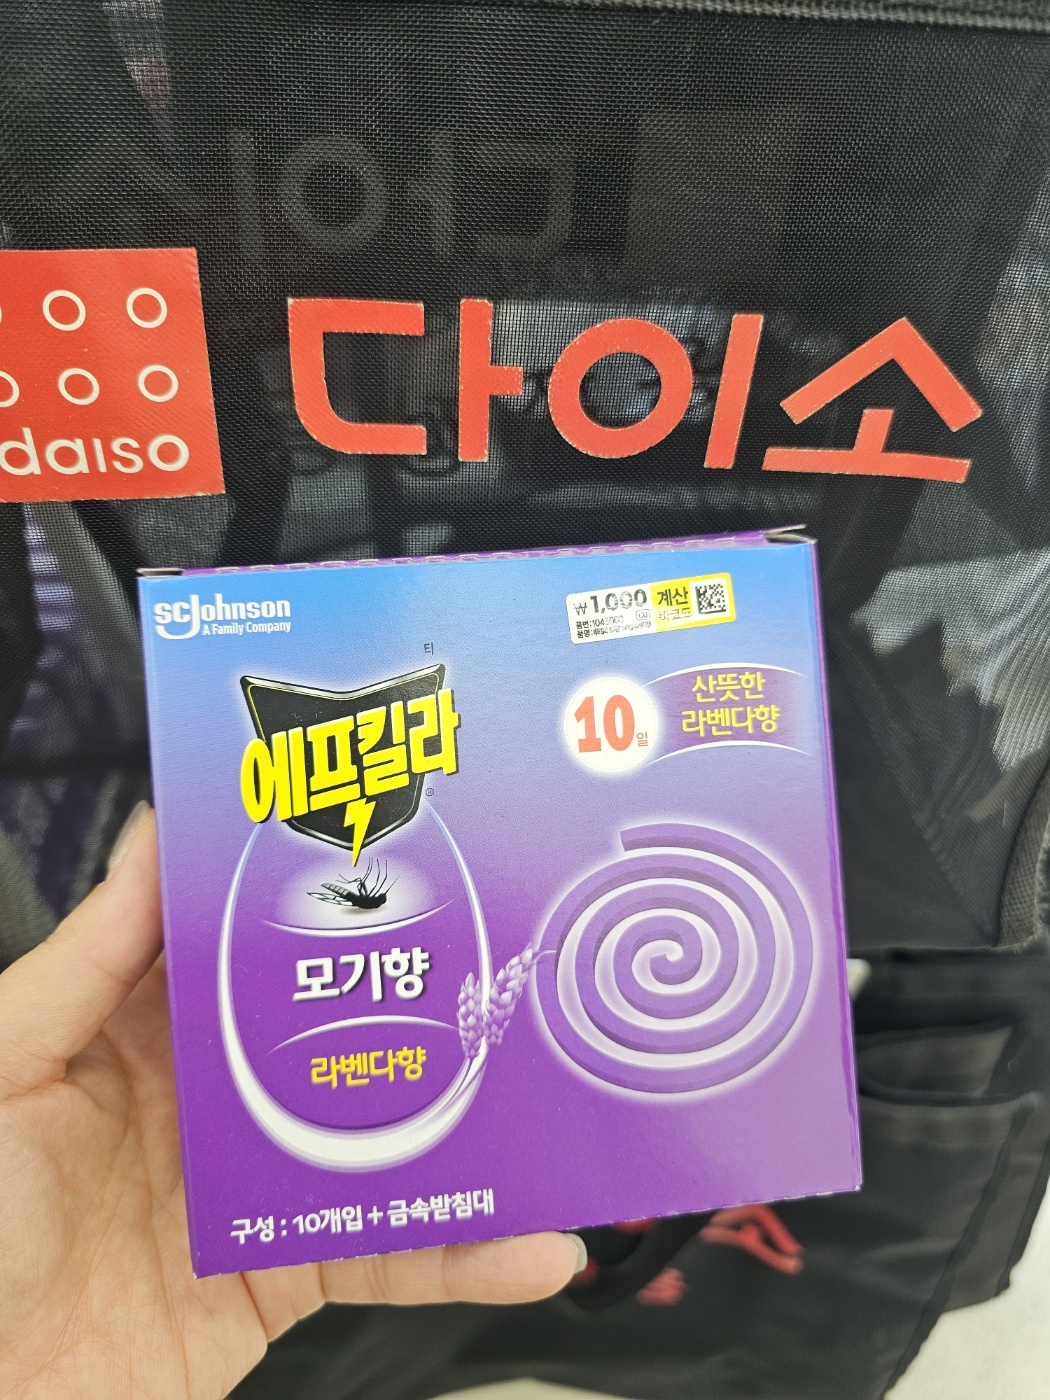 daiso
다이소
SCJohnson
A Family Company
₩1,000
계산
바코드
티
에프킬라
®
10일
산뜻한
라벤다향
모기향
라벤다향
구성 : 10개입 + 금속받침대